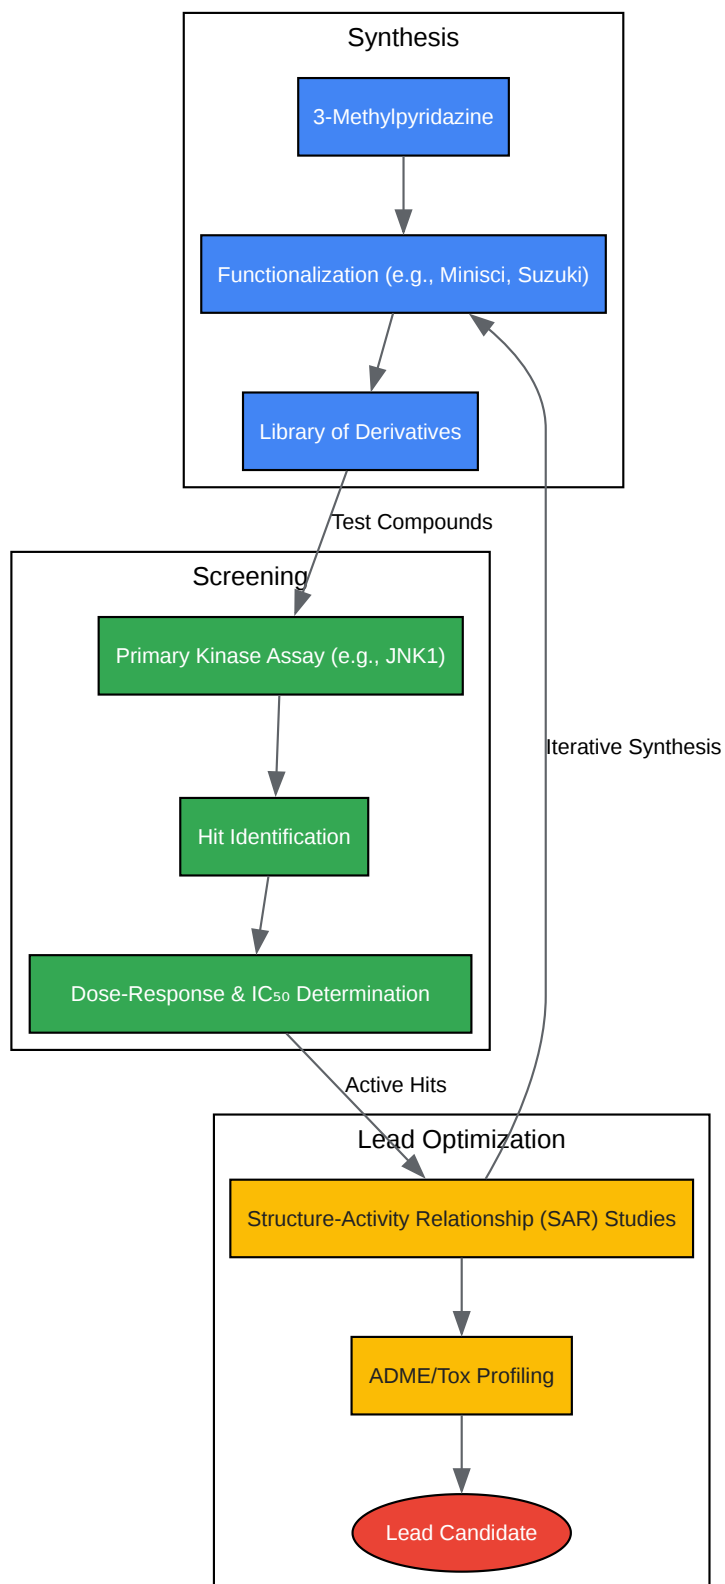 Synthesis
3-Methylpyridazine
Functionalization (e.g., Minisci, Suzuki)
Library of Derivatives
Test Compounds
Screening
Primary Kinase Assay (e.g., JNK1)
Iterative Synthesis
Hit Identification
Dose-Response & IC₅₀ Determination
Active Hits
Lead Optimization
Structure-Activity Relationship (SAR) Studies
ADME/Tox Profiling
Lead Candidate